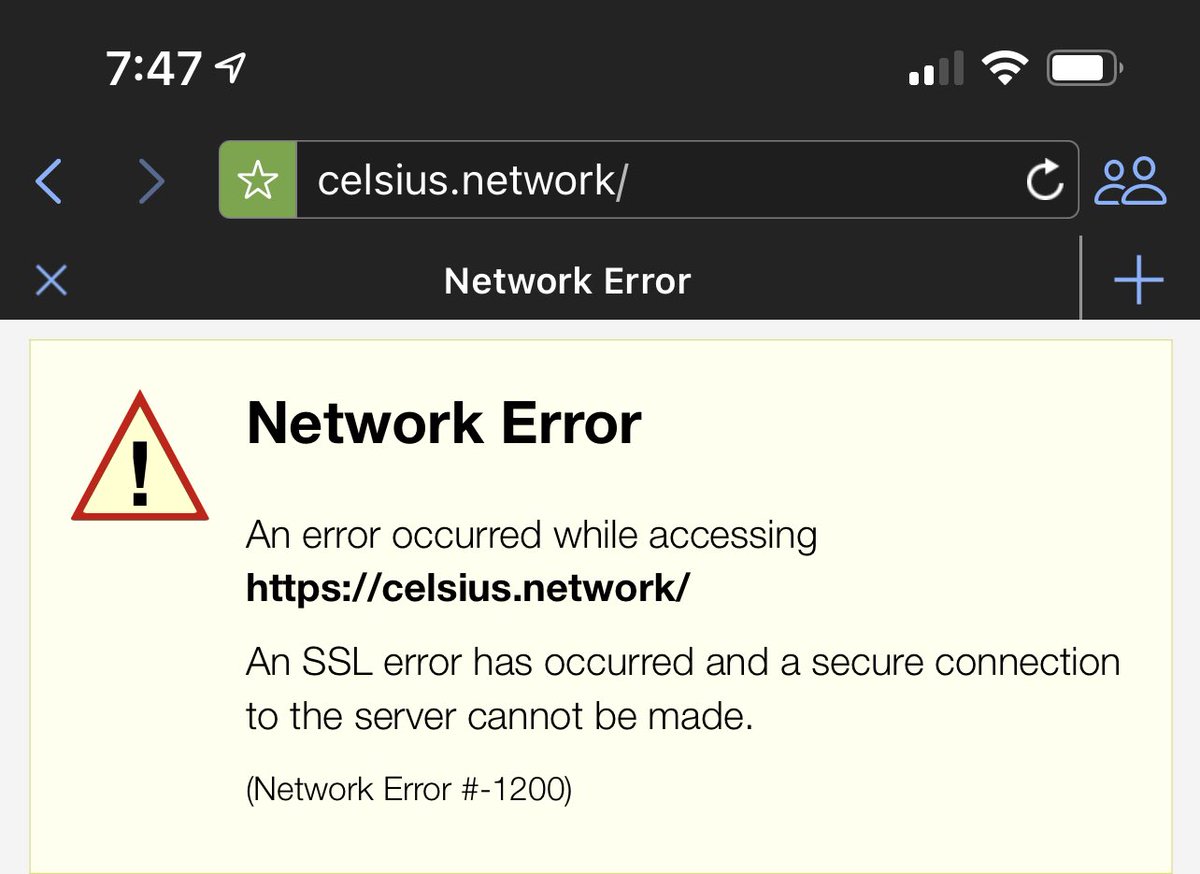 7:47
celsius.network/
Network Error
!
Network Error
An error occurred while accessing
https://celsius.network/
An SSL error has occurred and a secure connection
to the server cannot be made.
(Network Error #-1200)